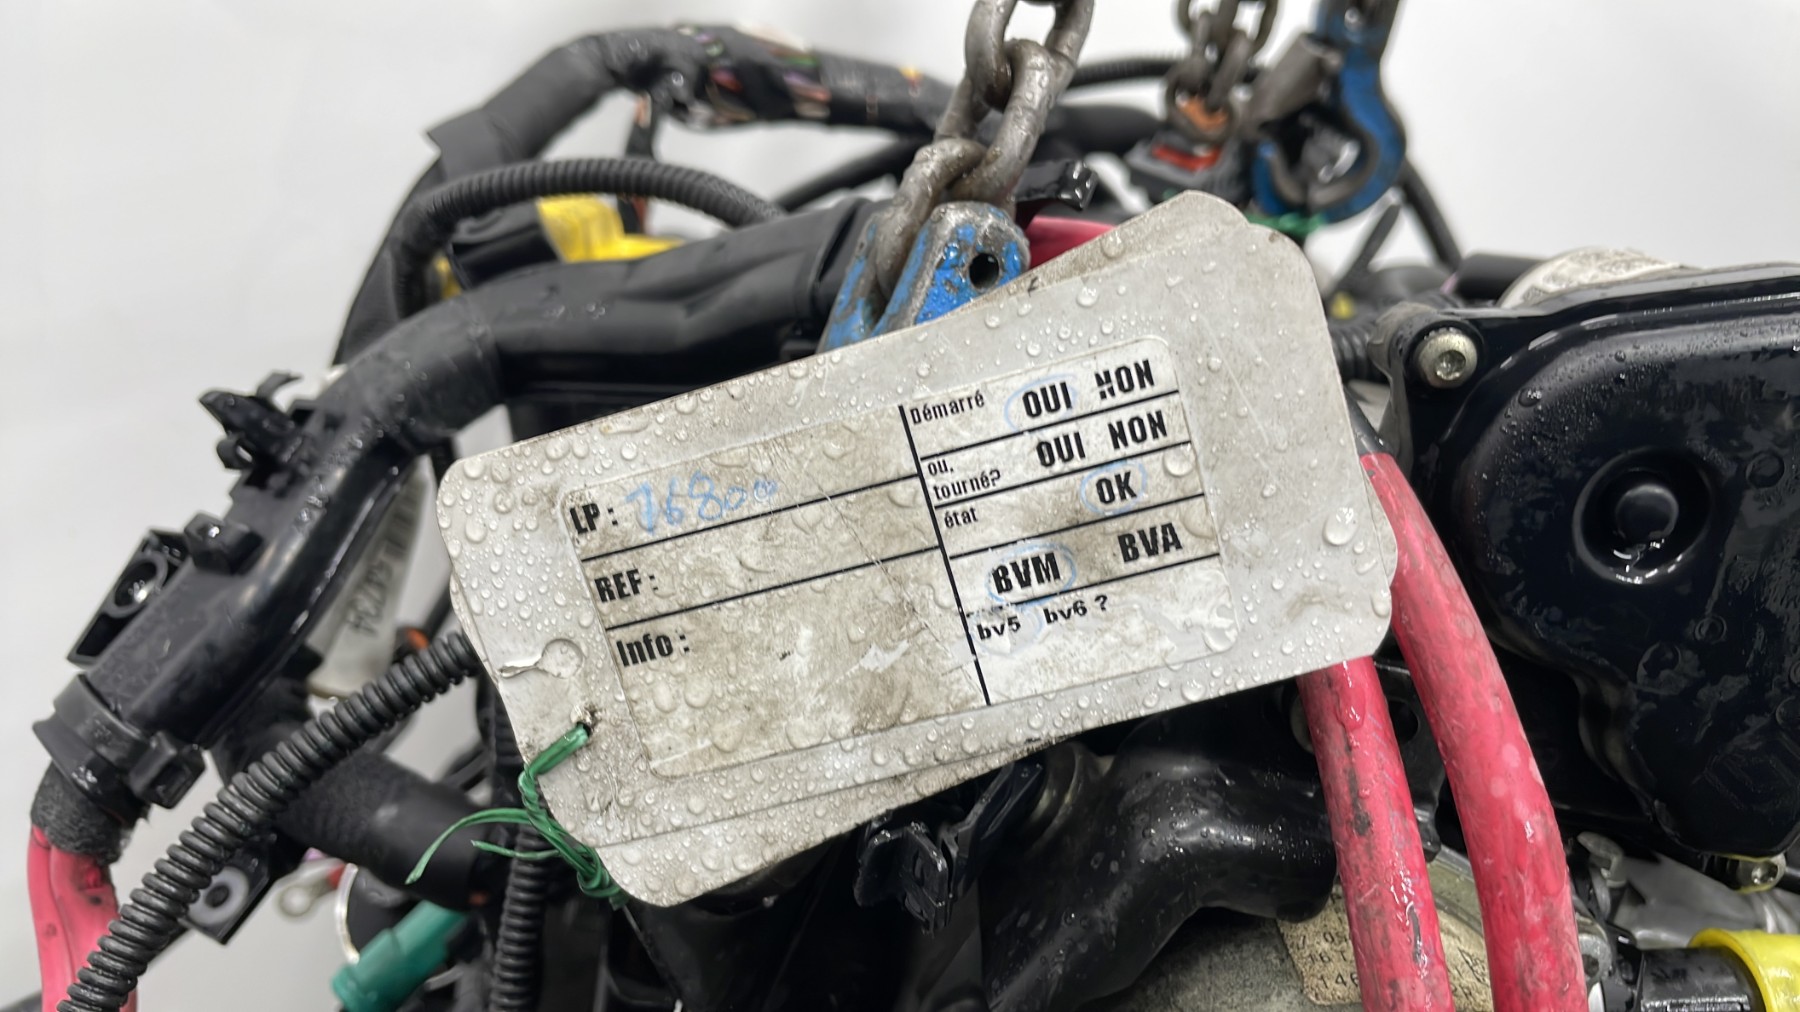 LP : 76800
REF :
Info :
Démarré OUI NON
ou, tourné? OUI NON
état OK
BVM BVA
bv5 bv6 ?